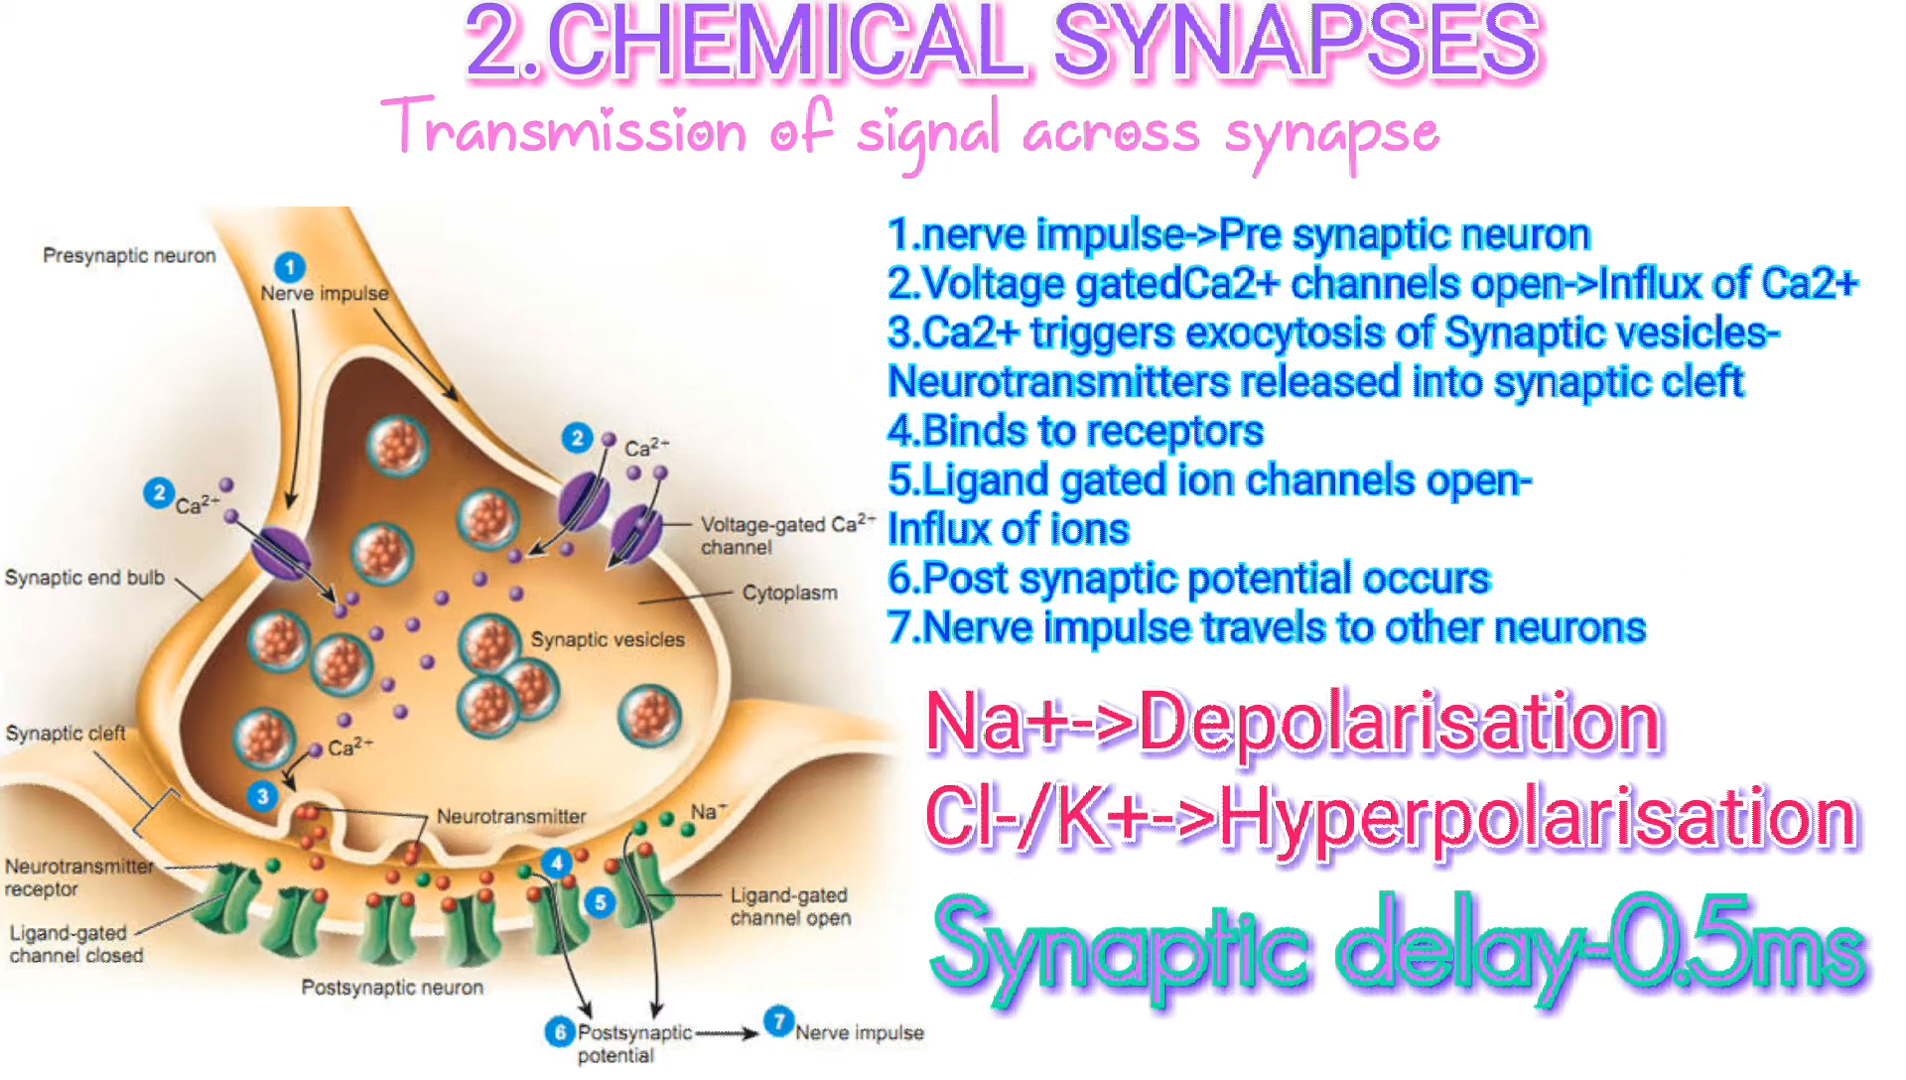 2.CHEMICAL SYNAPSES
Transmission of signal across synapse
Presynaptic neuron
1
Nerve impulse
2
Ca2+
2
Ca2+
Voltage-gated Ca2+
channel
Synaptic end bulb
Cytoplasm
Synaptic vesicles
Synaptic cleft
Ca2+
3
Neurotransmitter
Na+
Neurotransmitter
receptor
4
5
Ligand-gated
channel open
Ligand-gated
channel closed
Postsynaptic neuron
6 Postsynaptic
potential
7 Nerve impulse
1.nerve impulse->Pre synaptic neuron
2.Voltage gatedCa2+ channels open->Influx of Ca2+
3.Ca2+ triggers exocytosis of Synaptic vesicles-
Neurotransmitters released into synaptic cleft
4.Binds to receptors
5.Ligand gated ion channels open-
Influx of ions
6.Post synaptic potential occurs
7.Nerve impulse travels to other neurons
Na+->Depolarisation
Cl-/K+->Hyperpolarisation
Synaptic delay-0.5ms